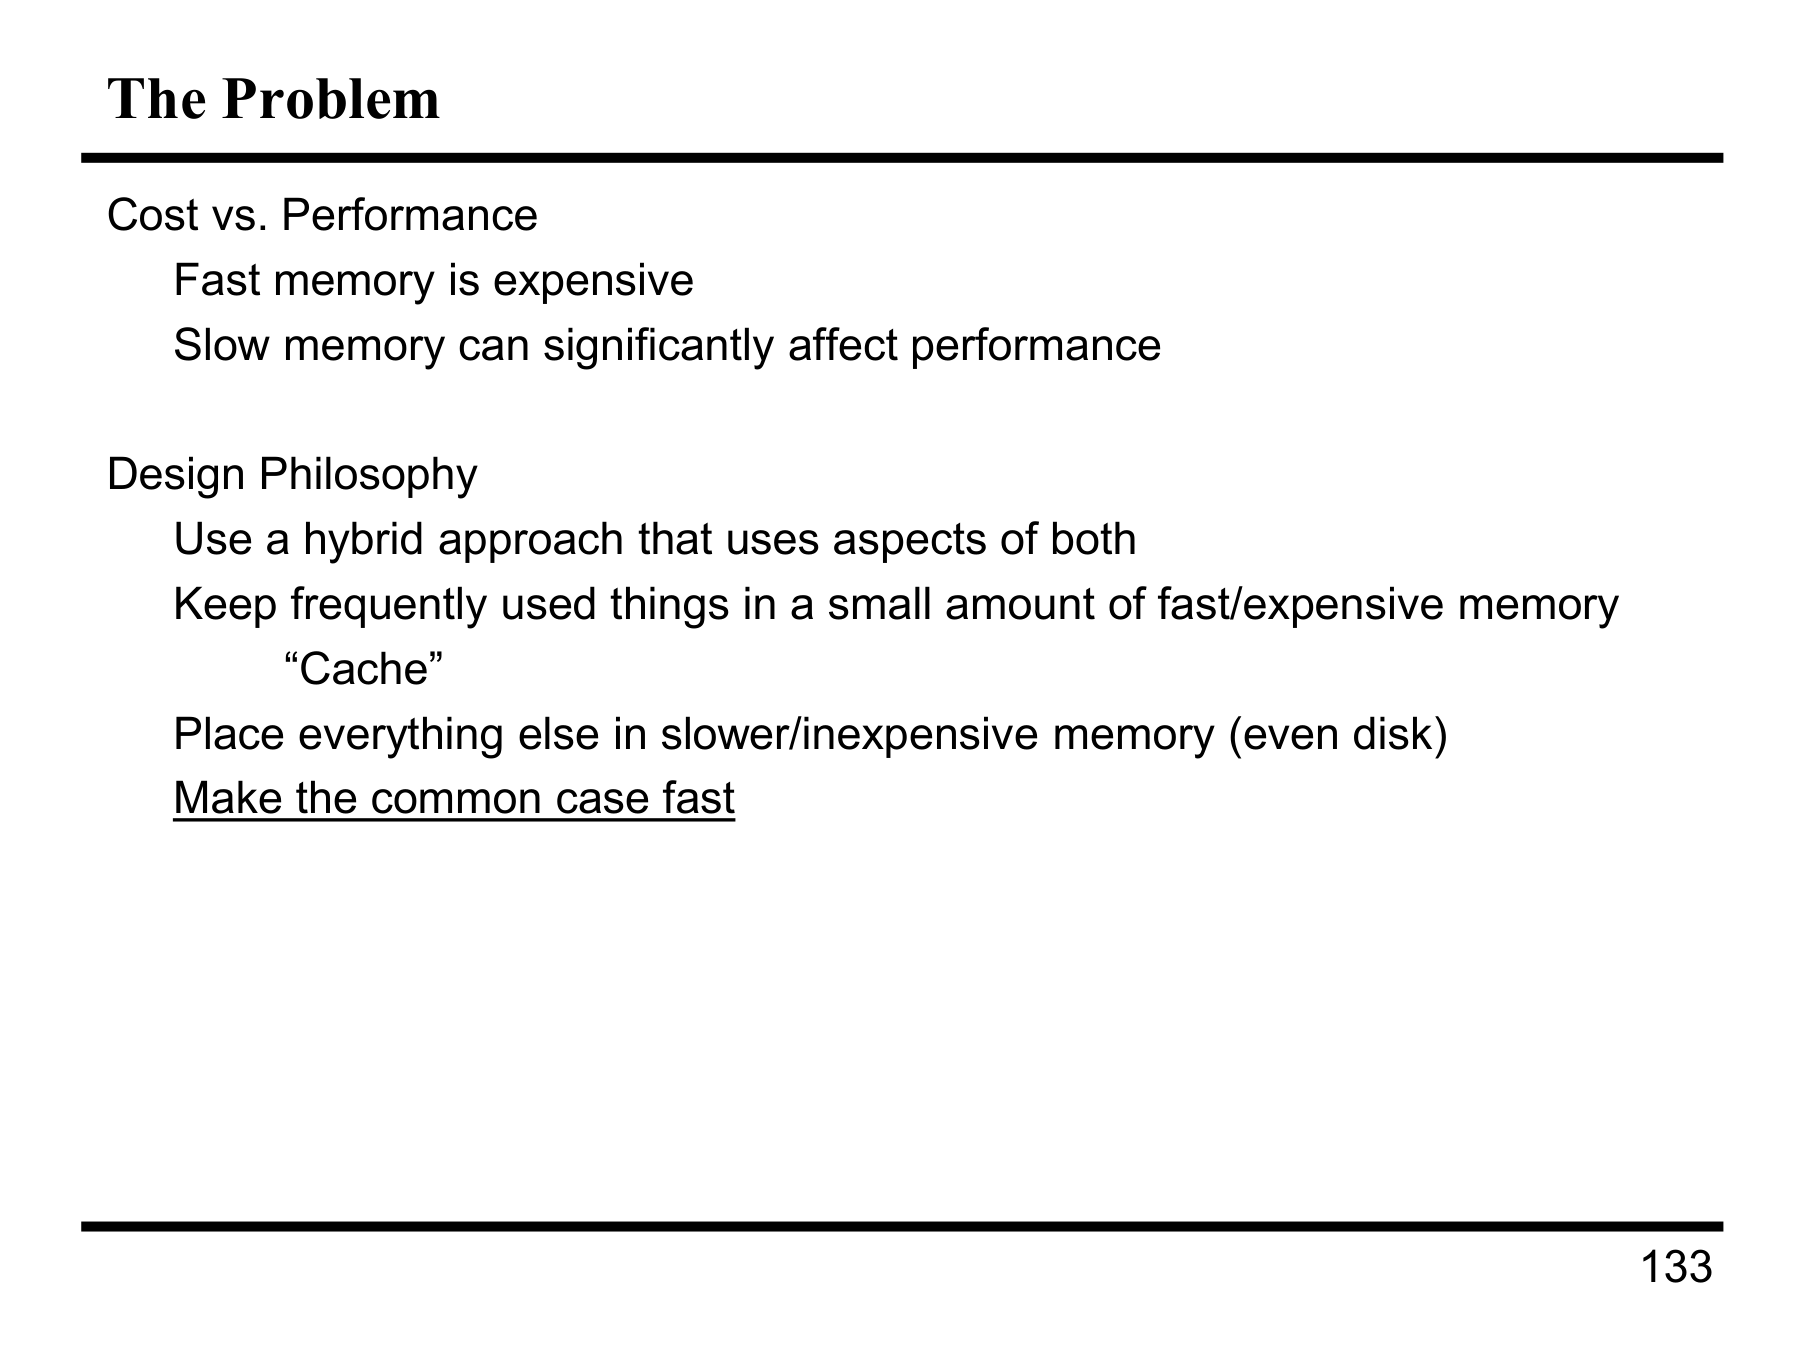 The Problem
Cost vs. Performance
Fast memory is expensive
Slow memory can significantly affect performance
Design Philosophy
Use a hybrid approach that uses aspects of both
Keep frequently used things in a small amount of fast/expensive memory
“Cache”
Place everything else in slower/inexpensive memory (even disk)
Make the common case fast
133